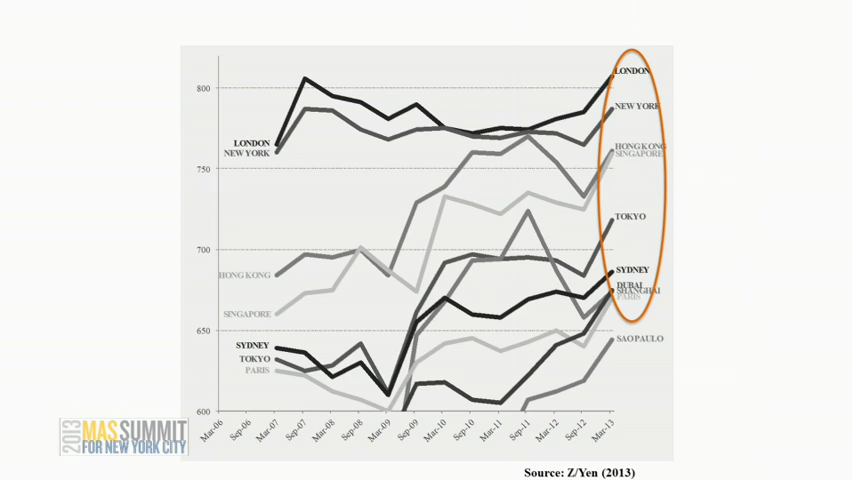 800
750
700
650
600
LONDON
NEW YORK
HONG KONG
SINGAPORE
SYDNEY
TOKYO
PARIS
LONDON
NEW YORK
HONG KONG
SINGAPORE
TOKYO
SYDNEY
DUBAI
SHANGHAI
PARIS
SAO PAULO
Mar-06
Sep-06
Mar-07
Sep-07
Mar-08
Sep-08
Mar-09
Sep-09
Mar-10
Sep-10
Mar-11
Sep-11
Mar-12
Sep-12
Mar-13
2013
MAS SUMMIT
FOR NEW YORK CITY
Source: Z/Yen (2013)